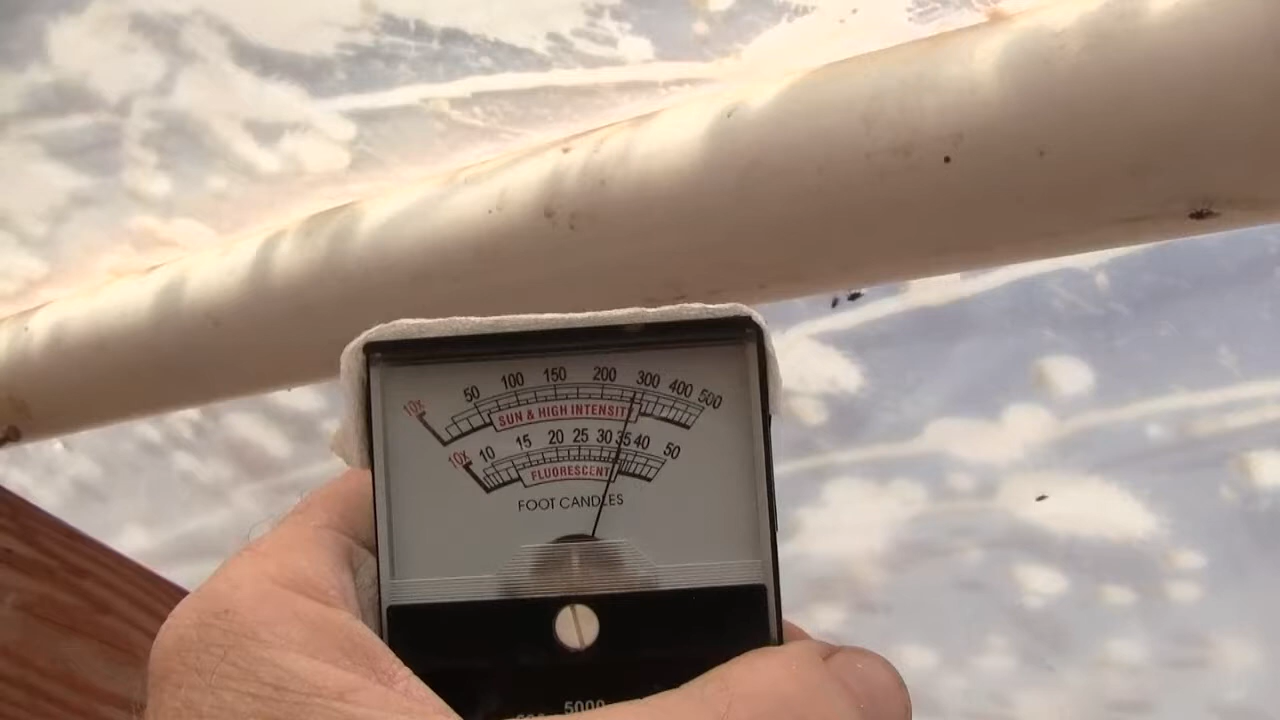 50 100 150 200 300 400 500
10x
SUN & HIGH INTENSIT
10 15 20 25 30 35 40 50
10x
FLUORESCENT
FOOT CANDLES
5000